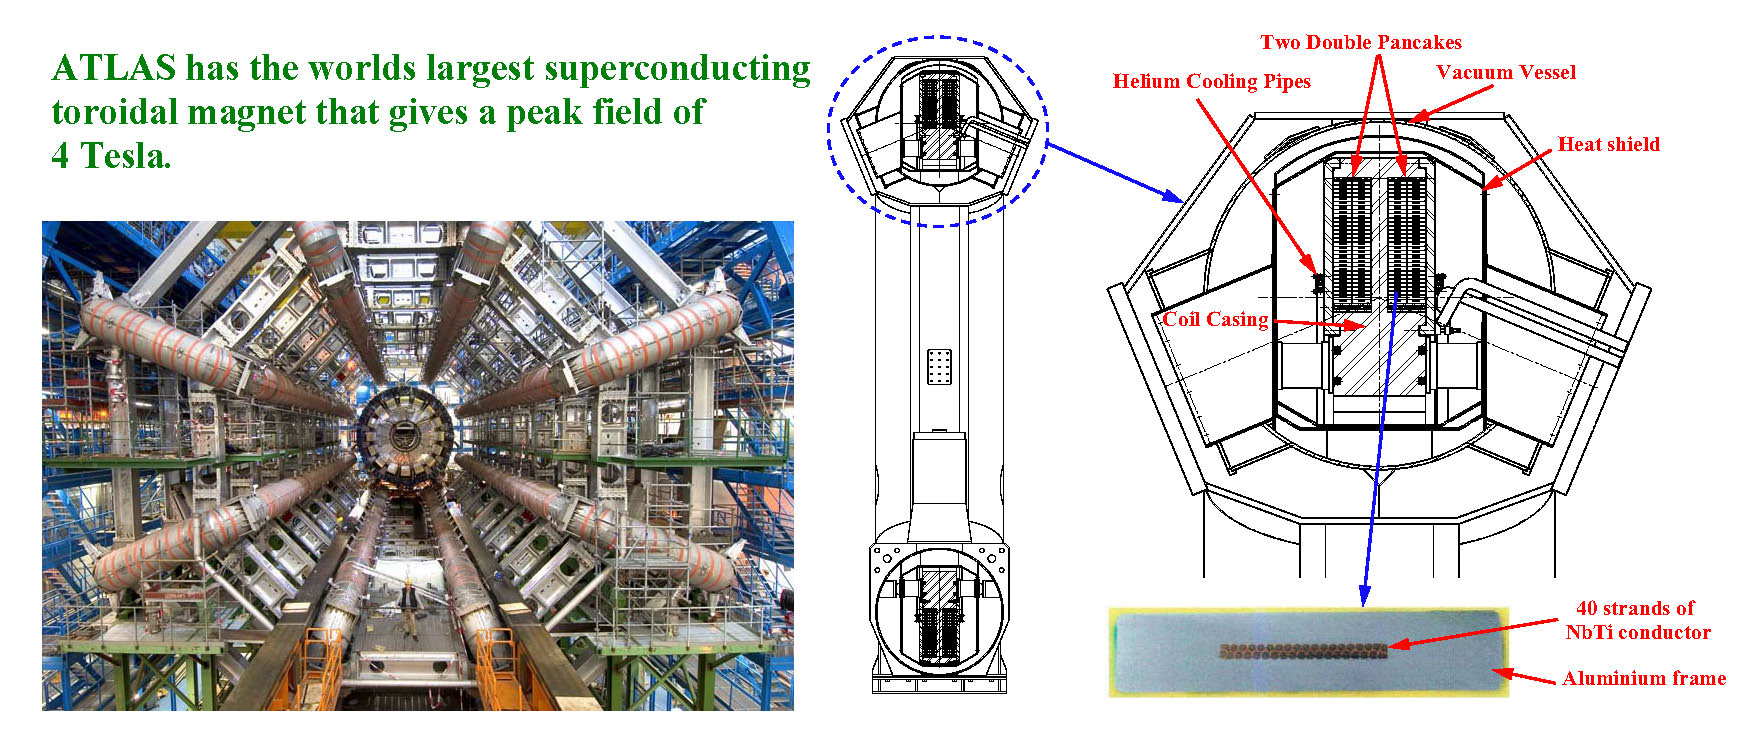 ATLAS has the worlds largest superconducting
toroidal magnet that gives a peak field of
4 Tesla.
Two Double Pancakes
Helium Cooling Pipes
Vacuum Vessel
Heat shield
Coil Casing
40 strands of
NbTi conductor
Aluminium frame